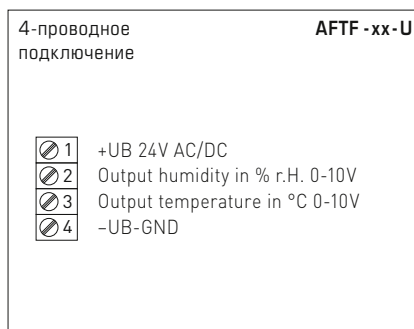 4-проводное
подключение
AFTF - xx - U
1 +UB 24V AC/DC
2 Output humidity in % r.H. 0-10V
3 Output temperature in °C 0-10V
4 –UB-GND